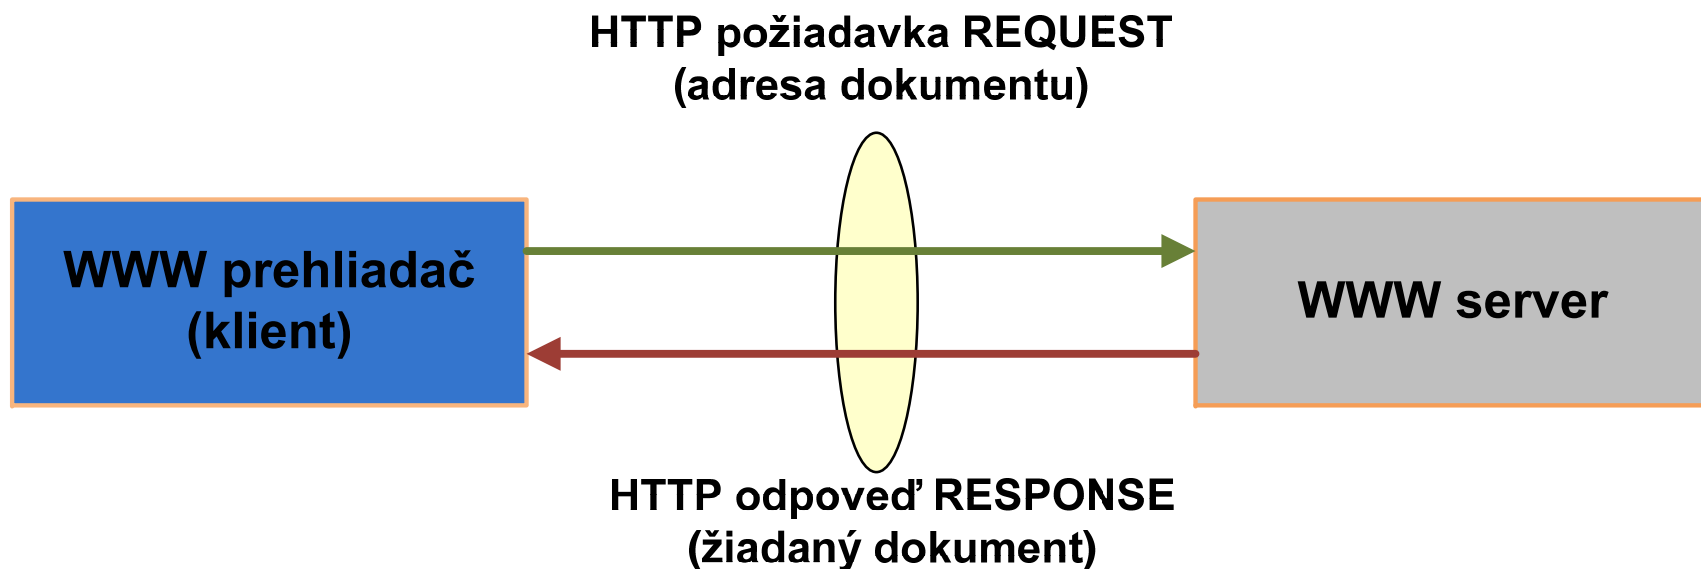 HTTP požiadavka REQUEST
(adresa dokumentu)
WWW prehliadač
(klient)
WWW server
HTTP odpoveď RESPONSE
(žiadaný dokument)